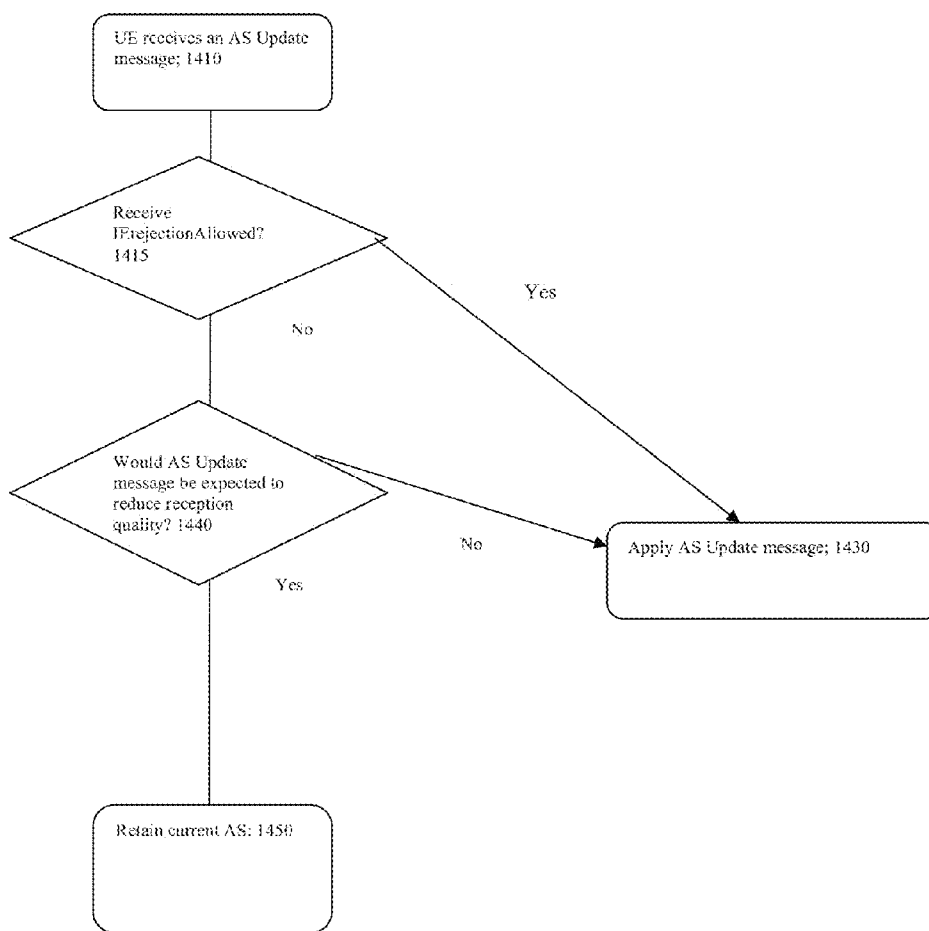 UE receives an AS Update
message; 1410
Receive
IErejectionAllowed?
1415
Yes
No
Would AS Update
message be expected to
reduce reception
quality? 1440
No
Apply AS Update message; 1430
Yes
Retain current AS: 1450